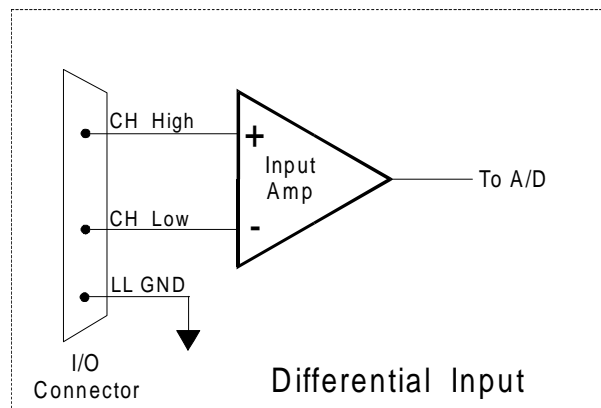 CH High
+
Input
Amp
To A/D
CH Low
-
LL GND
I/O
Connector
Differential Input